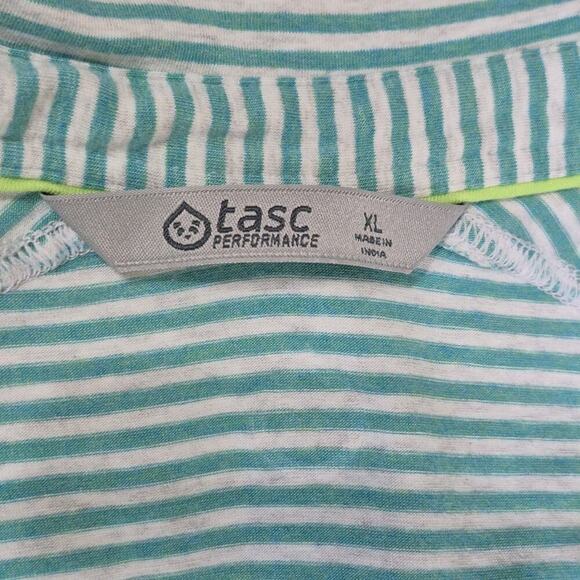 tasc
PERFORMANCE
XL
MADE IN
INDIA